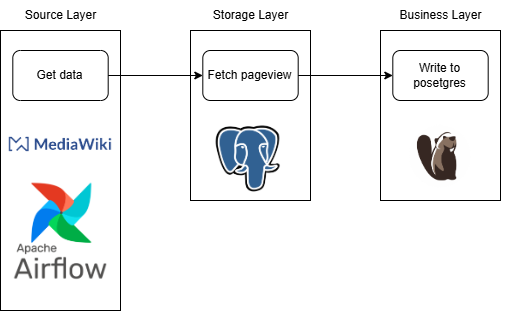 Source Layer
Storage Layer
Business Layer
Get data
Fetch pageview
Write to
posetgres
MediaWiki
Apache
Airflow